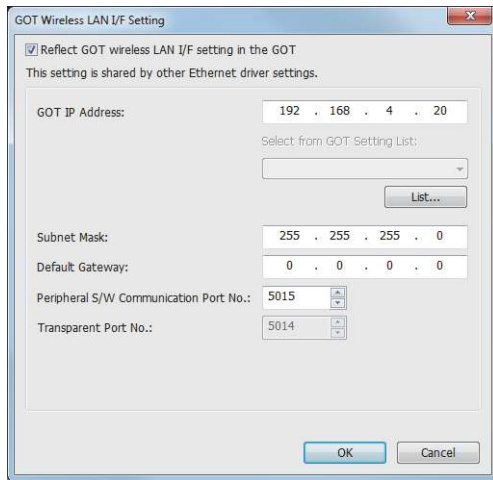 GOT Wireless LAN I/F Setting
Reflect GOT wireless LAN I/F setting in the GOT
This setting is shared by other Ethernet driver settings.
GOT IP Address: 192 . 168 . 4 . 20
Select from GOT Setting List:
List...
Subnet Mask: 255 . 255 . 255 . 0
Default Gateway: 0 . 0 . 0 . 0
Peripheral S/W Communication Port No.: 5015
Transparent Port No.: 5014
OK Cancel